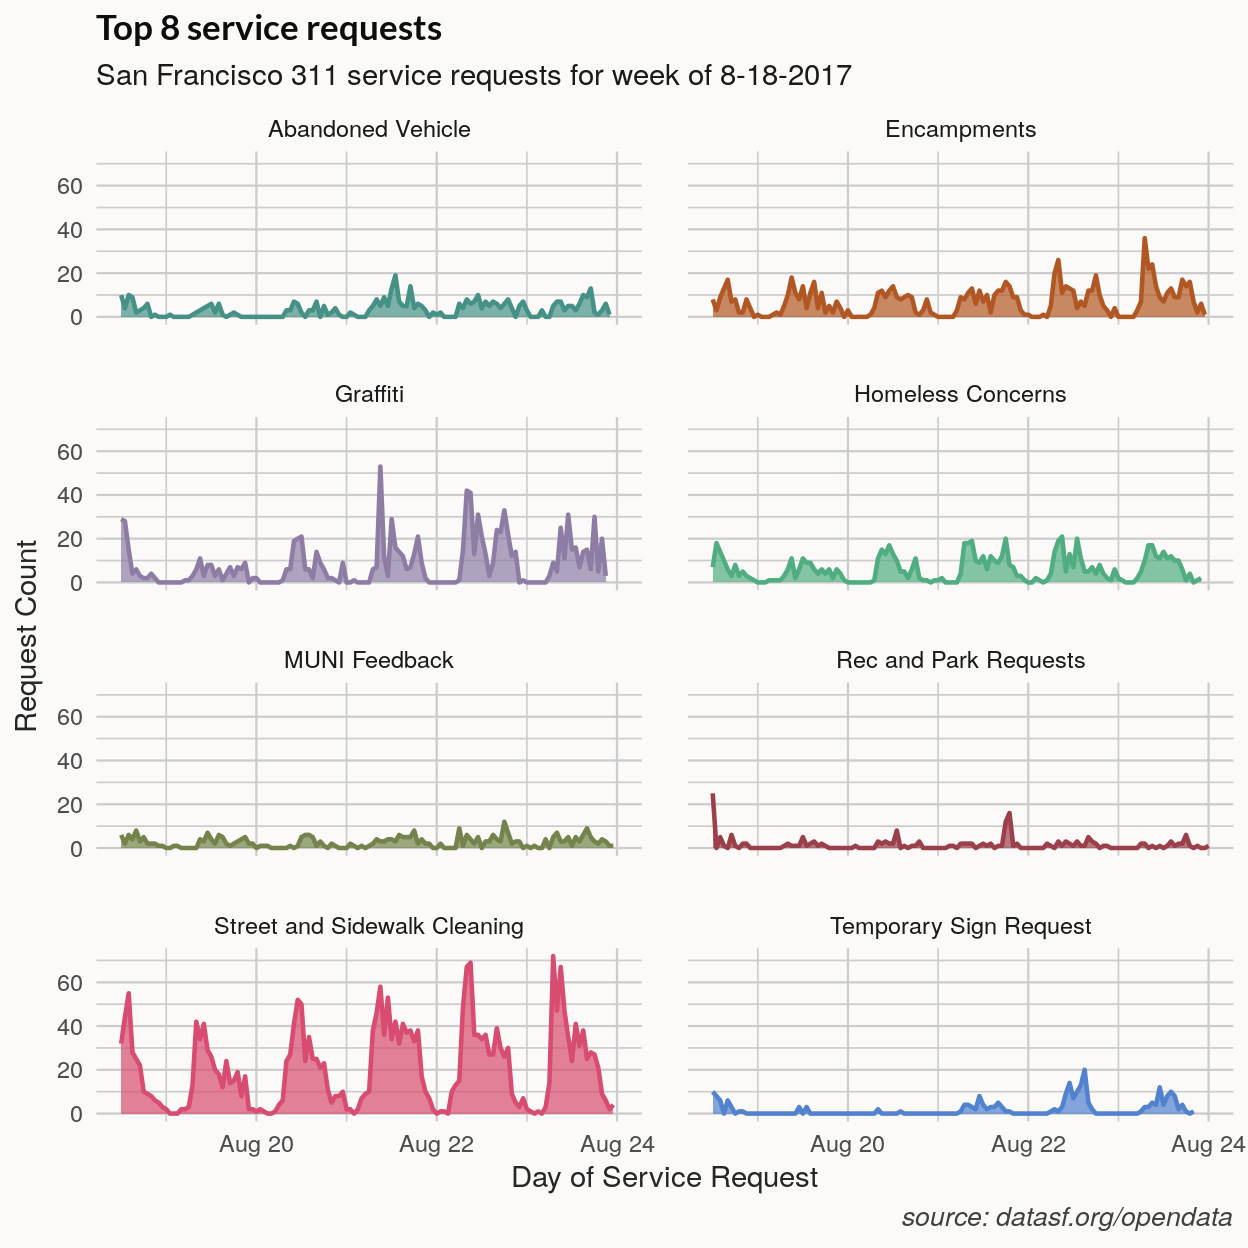 Top 8 service requests
San Francisco 311 service requests for week of 8-18-2017
Abandoned Vehicle
Encampments
60
40
20
0
Graffiti
Homeless Concerns
60
40
20
0
Request Count
MUNI Feedback
Rec and Park Requests
60
40
20
0
Street and Sidewalk Cleaning
Temporary Sign Request
60
40
20
0
Aug 20 Aug 22 Aug 24
Aug 20 Aug 22 Aug 24
Day of Service Request
source: datasf.org/opendata